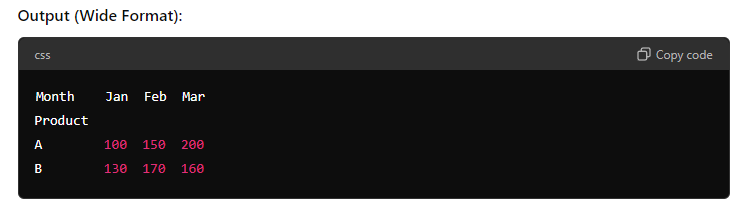 Output (Wide Format):
css
Copy code
Month    Jan  Feb  Mar
Product
A        100  150  200
B        130  170  160